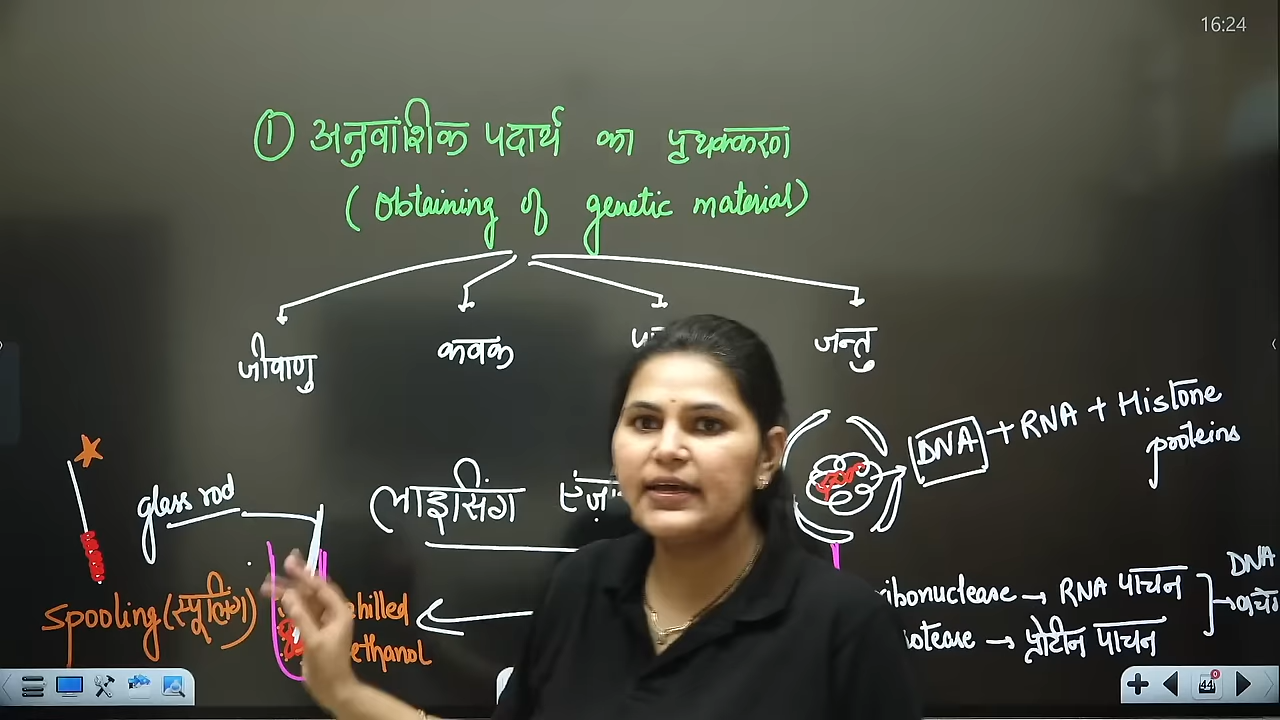 16:24
① अनुवांशिक पदार्थ का पृथक्करण
(Obtaining of genetic material)
जीवाणु कवक जन्तु
DNA + RNA + Histone
proteins
glass rod
लाइसिंग
Spooling (स्पूलिंग)
chilled
ethanol
ribonuclease → RNA पाचन
→ प्रोटीन पाचन
DNA
44